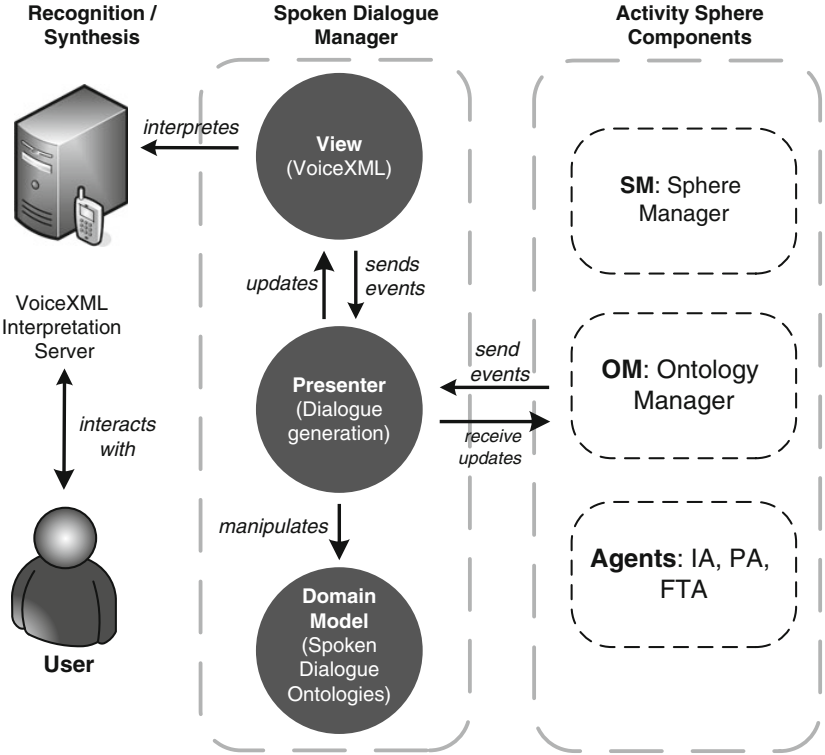 Recognition /
Synthesis
Spoken Dialogue
Manager
Activity Sphere
Components
interpretes
View
(VoiceXML)
SM: Sphere
Manager
updates
sends
events
VoiceXML
Interpretation
Server
interacts
with
User
Presenter
(Dialogue
generation)
send
events
receive
updates
OM: Ontology
Manager
manipulates
Domain
Model
(Spoken
Dialogue
Ontologies)
Agents: IA, PA,
FTA